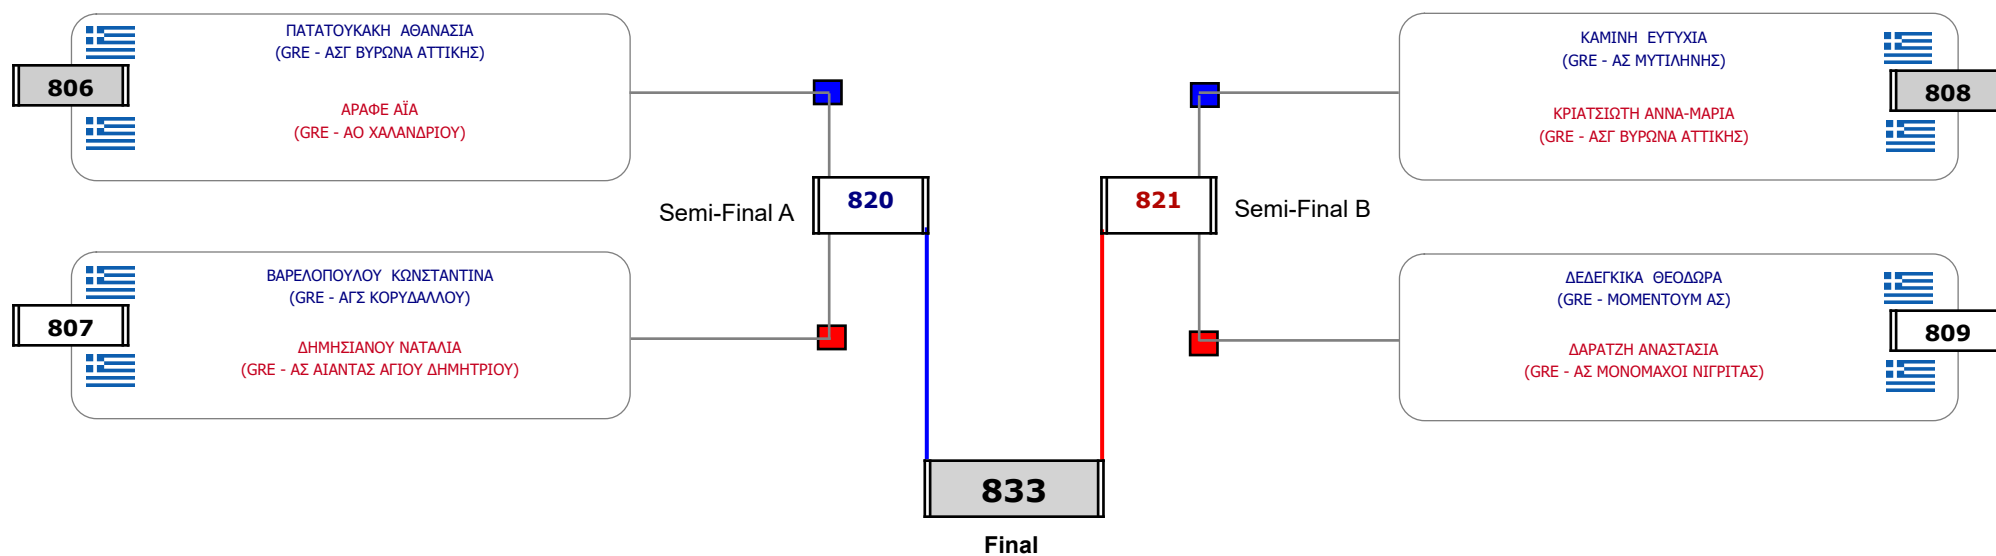 ΠΑΤΑΤΟΥΚΑΚΗ ΑΘΑΝΑΣΙΑ
(GRE - ΑΣΓ ΒΥΡΩΝΑ ΑΤΤΙΚΗΣ)
806
ΑΡΑΦΕ ΑΪΑ
(GRE - ΑΟ ΧΑΛΑΝΔΡΙΟΥ)
ΒΑΡΕΛΟΠΟΥΛΟΥ ΚΩΝΣΤΑΝΤΙΝΑ
(GRE - ΑΓΣ ΚΟΡΥΔΑΛΛΟΥ)
807
ΔΗΜΗΣΙΑΝΟΥ ΝΑΤΑΛΙΑ
(GRE - ΑΣ ΑΙΑΝΤΑΣ ΑΓΙΟΥ ΔΗΜΗΤΡΙΟΥ)
Semi-Final A
820
821
Semi-Final B
ΚΑΜΙΝΗ ΕΥΤΥΧΙΑ
(GRE - ΑΣ ΜΥΤΙΛΗΝΗΣ)
808
ΚΡΙΑΤΣΙΩΤΗ ΑΝΝΑ-ΜΑΡΙΑ
(GRE - ΑΣΓ ΒΥΡΩΝΑ ΑΤΤΙΚΗΣ)
ΔΕΔΕΓΚΙΚΑ ΘΕΟΔΩΡΑ
(GRE - ΜΟΜΕΝΤΟΥΜ ΑΣ)
809
ΔΑΡΑΤΖΗ ΑΝΑΣΤΑΣΙΑ
(GRE - ΑΣ ΜΟΝΟΜΑΧΟΙ ΝΙΓΡΙΤΑΣ)
833
Final